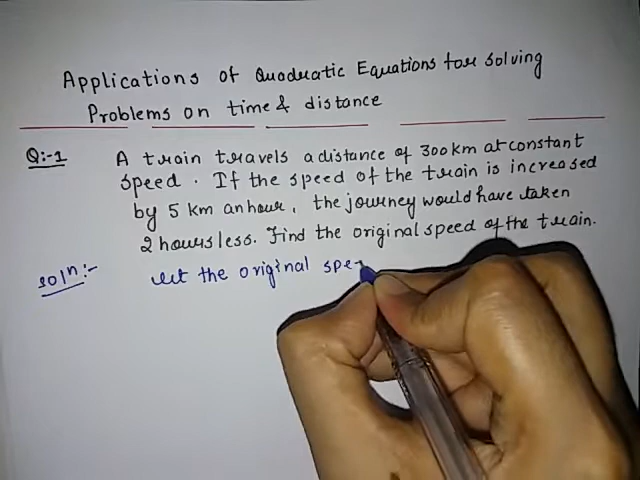 Applications of Quadratic Equations for solving
Problems on time & distance
Q:-1 A train travels a distance of 300 km at constant
speed. If the speed of the train is increased
by 5 km an hour, the journey would have taken
2 hours less. Find the original speed of the train.
soln:- Let the original spe